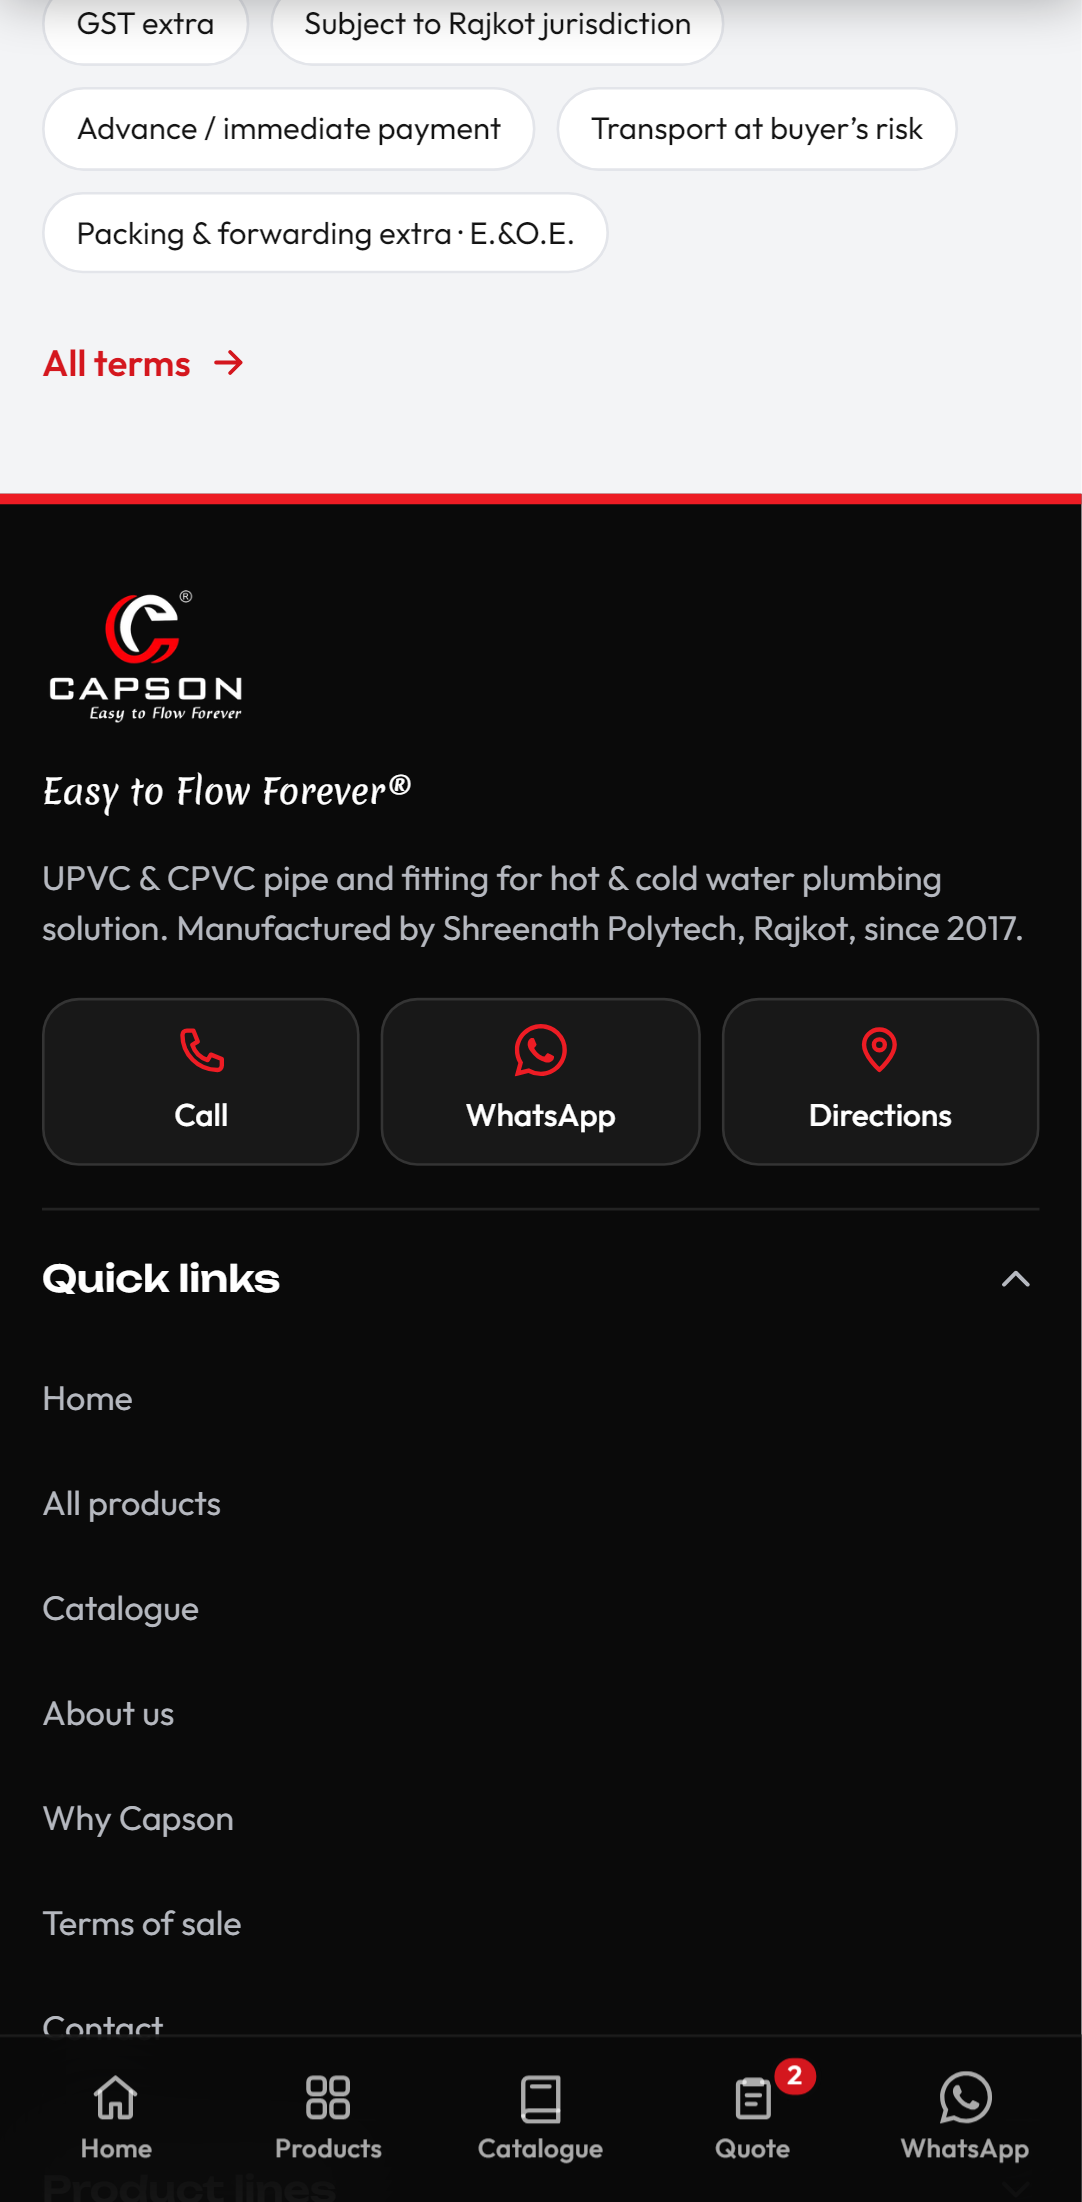 GST extra
Subject to Rajkot jurisdiction
Advance / immediate payment
Transport at buyer’s risk
Packing & forwarding extra · E.&O.E.
All terms →
®
CAPSON
Easy to Flow Forever
Easy to Flow Forever®
UPVC & CPVC pipe and fitting for hot & cold water plumbing
solution. Manufactured by Shreenath Polytech, Rajkot, since 2017.
Call
WhatsApp
Directions
Quick links
Home
All products
Catalogue
About us
Why Capson
Terms of sale
Contact
2
Home
Products
Catalogue
Quote
WhatsApp
Product lines